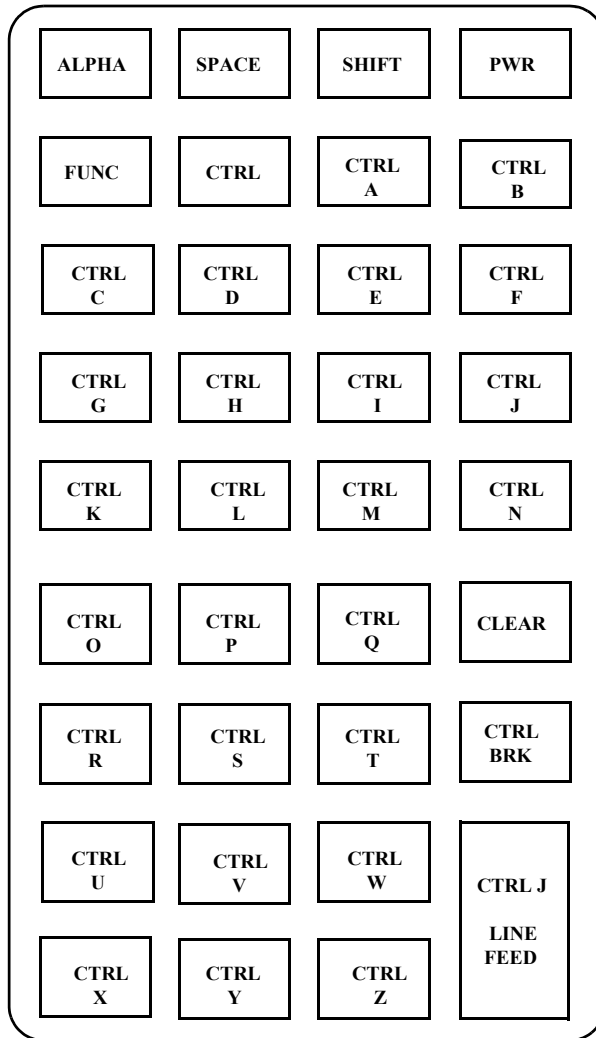 ALPHA SPACE SHIFT PWR
FUNC CTRL CTRL A CTRL B
CTRL C CTRL D CTRL E CTRL F
CTRL G CTRL H CTRL I CTRL J
CTRL K CTRL L CTRL M CTRL N
CTRL O CTRL P CTRL Q CLEAR
CTRL R CTRL S CTRL T CTRL BRK
CTRL U CTRL V CTRL W CTRL J LINE FEED
CTRL X CTRL Y CTRL Z